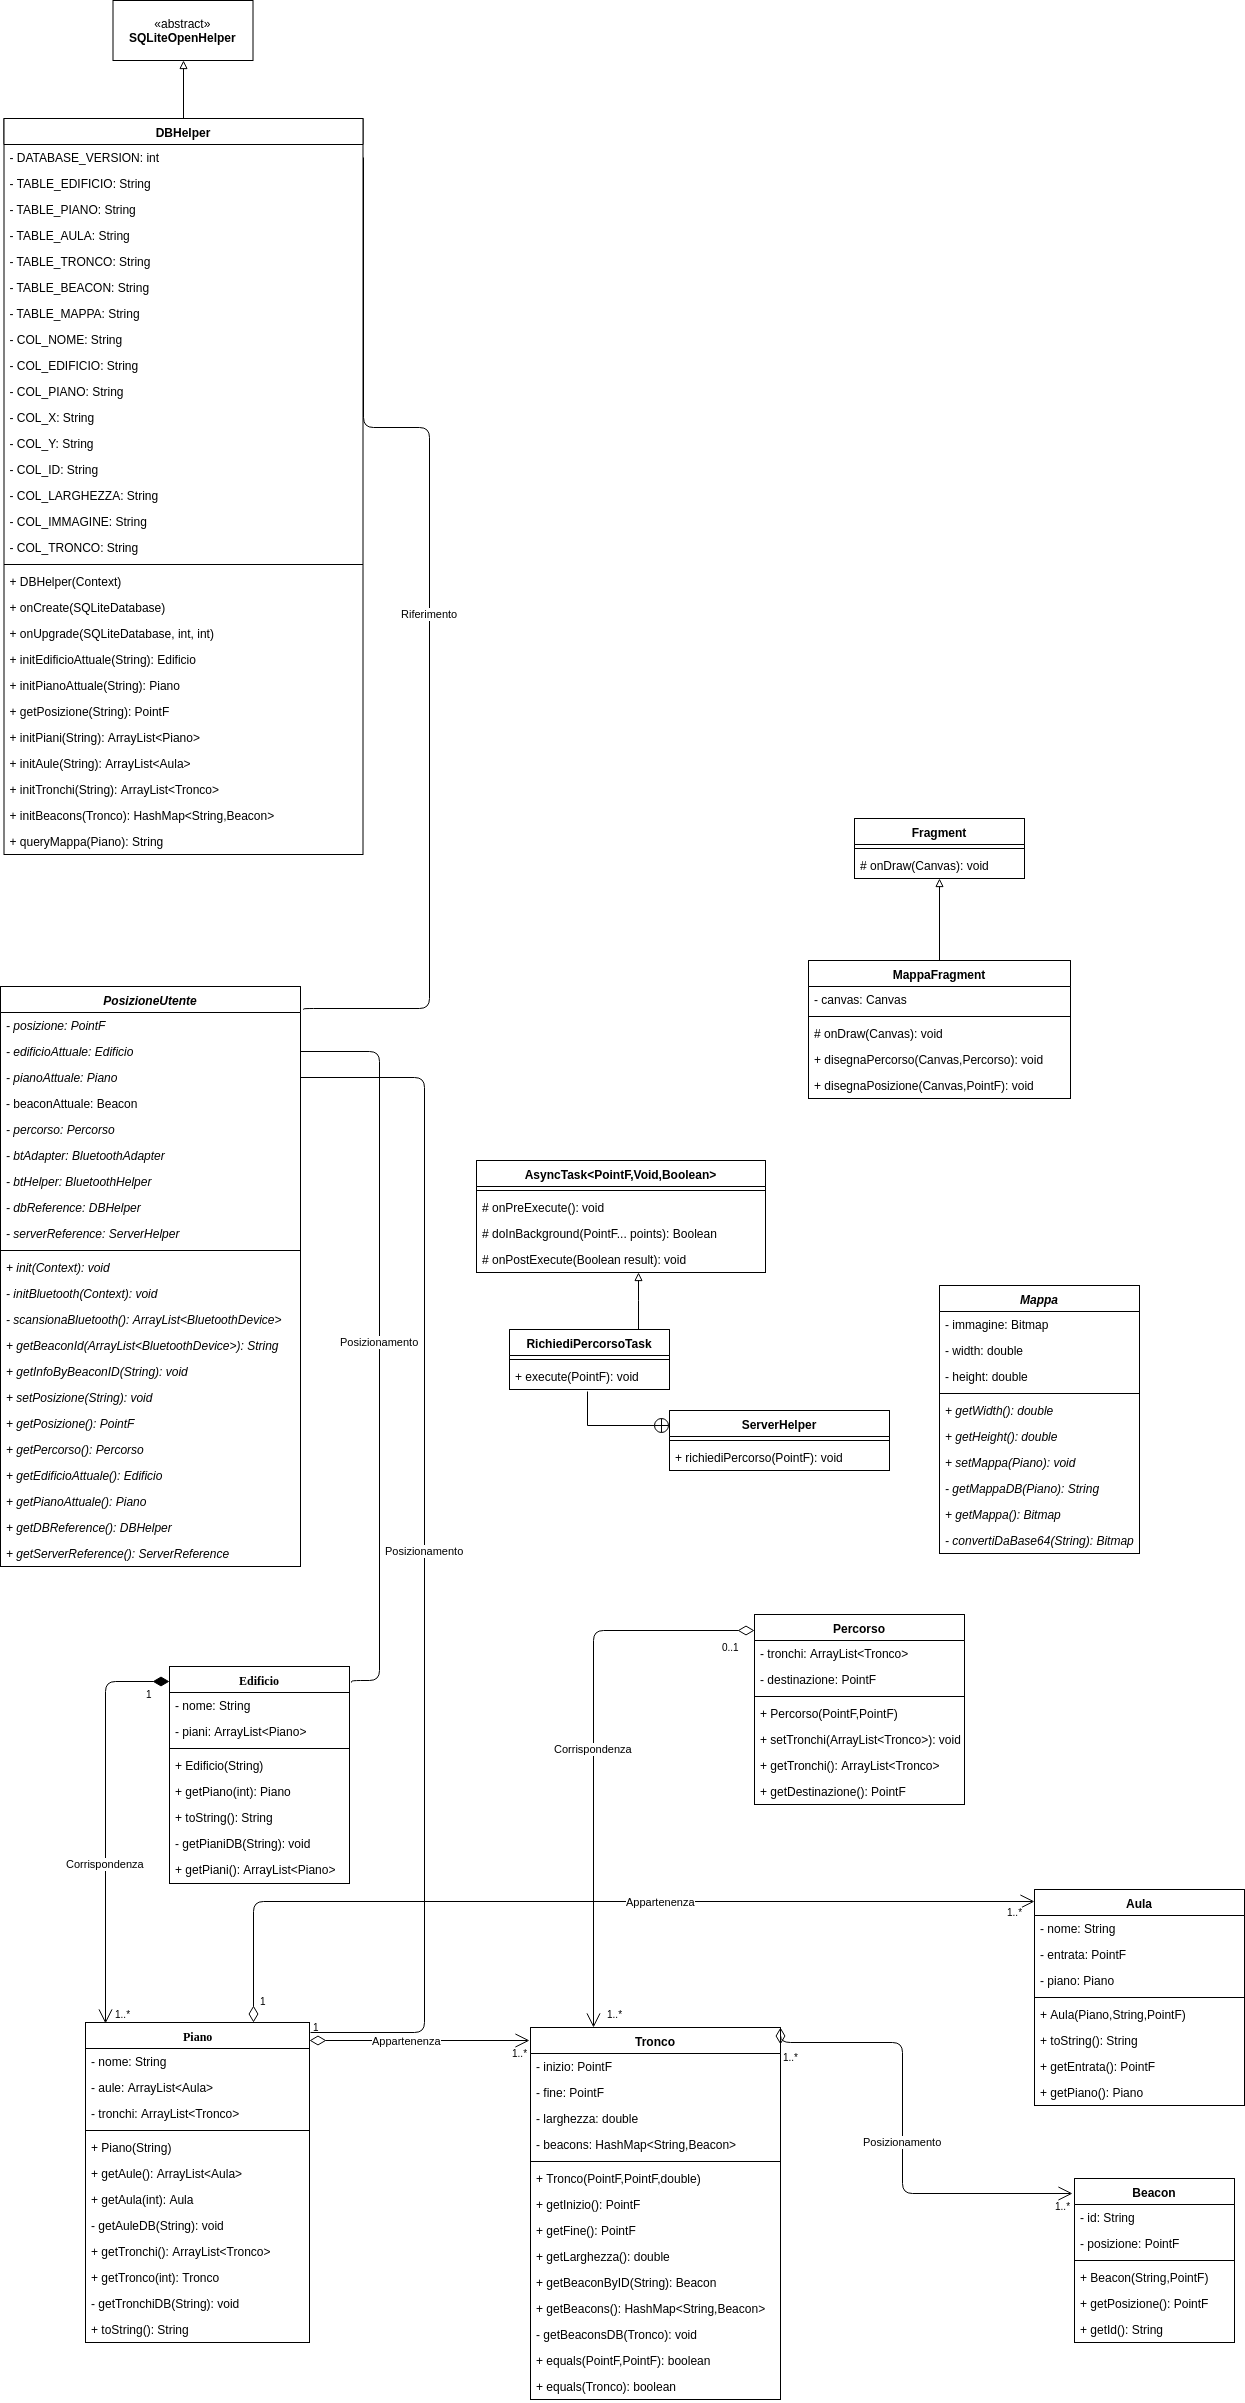 «abstract»
SQLiteOpenHelper
DBHelper
- DATABASE_VERSION: int
- TABLE_EDIFICIO: String
- TABLE_PIANO: String
- TABLE_AULA: String
- TABLE_TRONCO: String
- TABLE_BEACON: String
- TABLE_MAPPA: String
- COL_NOME: String
- COL_EDIFICIO: String
- COL_PIANO: String
- COL_X: String
- COL_Y: String
- COL_ID: String
- COL_LARGHEZZA: String
- COL_IMMAGINE: String
- COL_TRONCO: String
+ DBHelper(Context)
+ onCreate(SQLiteDatabase)
+ onUpgrade(SQLiteDatabase, int, int)
+ initEdificioAttuale(String): Edificio
+ initPianoAttuale(String): Piano
+ getPosizione(String): PointF
+ initPiani(String): ArrayList<Piano>
+ initAule(String): ArrayList<Aula>
+ initTronchi(String): ArrayList<Tronco>
+ initBeacons(Tronco): HashMap<String,Beacon>
+ queryMappa(Piano): String
Riferimento
Fragment
# onDraw(Canvas): void
MappaFragment
- canvas: Canvas
# onDraw(Canvas): void
+ disegnaPercorso(Canvas,Percorso): void
+ disegnaPosizione(Canvas,PointF): void
PosizioneUtente
- posizione: PointF
- edificioAttuale: Edificio
- pianoAttuale: Piano
- beaconAttuale: Beacon
- percorso: Percorso
- btAdapter: BluetoothAdapter
- btHelper: BluetoothHelper
- dbReference: DBHelper
- serverReference: ServerHelper
+ init(Context): void
- initBluetooth(Context): void
- scansionaBluetooth(): ArrayList<BluetoothDevice>
+ getBeaconId(ArrayList<BluetoothDevice>): String
+ getInfoByBeaconID(String): void
+ setPosizione(String): void
+ getPosizione(): PointF
+ getPercorso(): Percorso
+ getEdificioAttuale(): Edificio
+ getPianoAttuale(): Piano
+ getDBReference(): DBHelper
+ getServerReference(): ServerReference
Posizionamento
Posizionamento
AsyncTask<PointF,Void,Boolean>
# onPreExecute(): void
# doInBackground(PointF... points): Boolean
# onPostExecute(Boolean result): void
RichiediPercorsoTask
+ execute(PointF): void
ServerHelper
+ richiediPercorso(PointF): void
Mappa
- immagine: Bitmap
- width: double
- height: double
+ getWidth(): double
+ getHeight(): double
+ setMappa(Piano): void
- getMappaDB(Piano): String
+ getMappa(): Bitmap
- convertiDaBase64(String): Bitmap
Percorso
- tronchi: ArrayList<Tronco>
- destinazione: PointF
+ Percorso(PointF,PointF)
+ setTronchi(ArrayList<Tronco>): void
+ getTronchi(): ArrayList<Tronco>
+ getDestinazione(): PointF
0..1
Corrispondenza
1..*
Edificio
- nome: String
- piani: ArrayList<Piano>
+ Edificio(String)
+ getPiano(int): Piano
+ toString(): String
- getPianiDB(String): void
+ getPiani(): ArrayList<Piano>
1
Corrispondenza
1..*
Appartenenza
1
1..*
Aula
- nome: String
- entrata: PointF
- piano: Piano
+ Aula(Piano,String,PointF)
+ toString(): String
+ getEntrata(): PointF
+ getPiano(): Piano
Piano
- nome: String
- aule: ArrayList<Aula>
- tronchi: ArrayList<Tronco>
+ Piano(String)
+ getAule(): ArrayList<Aula>
+ getAula(int): Aula
- getAuleDB(String): void
+ getTronchi(): ArrayList<Tronco>
+ getTronco(int): Tronco
- getTronchiDB(String): void
+ toString(): String
1
Appartenenza
1..*
Tronco
- inizio: PointF
- fine: PointF
- larghezza: double
- beacons: HashMap<String,Beacon>
+ Tronco(PointF,PointF,double)
+ getInizio(): PointF
+ getFine(): PointF
+ getLarghezza(): double
+ getBeaconByID(String): Beacon
+ getBeacons(): HashMap<String,Beacon>
- getBeaconsDB(Tronco): void
+ equals(PointF,PointF): boolean
+ equals(Tronco): boolean
1..*
Posizionamento
1..*
Beacon
- id: String
- posizione: PointF
+ Beacon(String,PointF)
+ getPosizione(): PointF
+ getId(): String